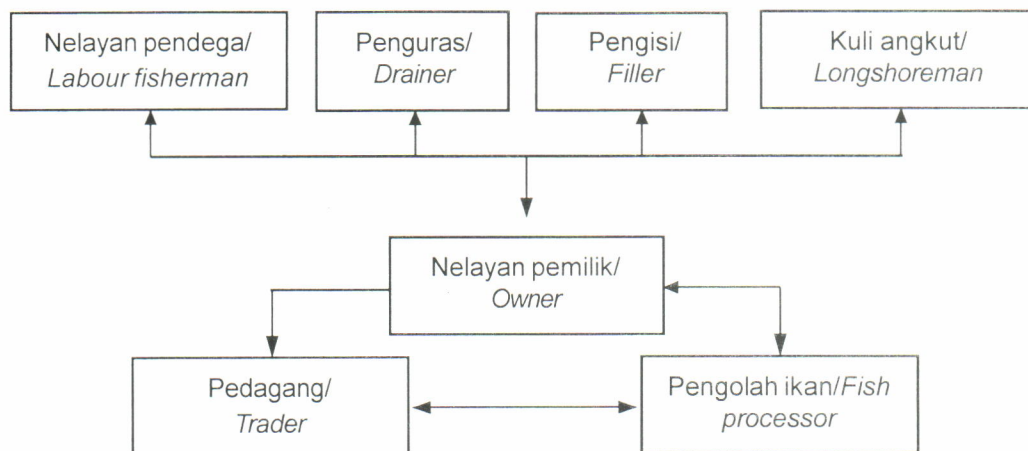 Nelayan pendega/
Labour fisherman
Penguras/
Drainer
Pengisi/
Filler
Kuli angkut/
Longshoreman
Nelayan pemilik/
Owner
Pedagang/
Trader
Pengolah ikan/Fish
processor